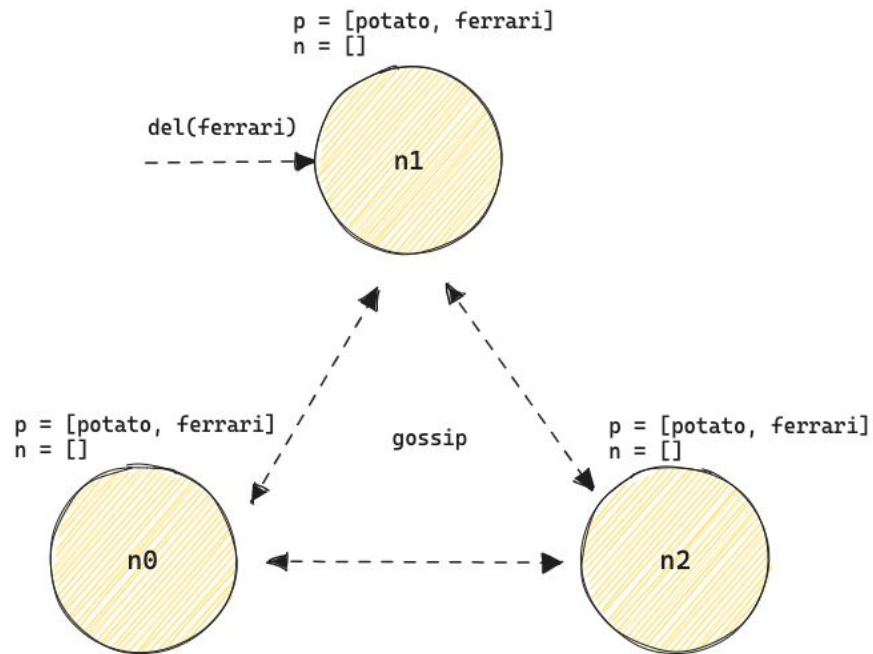 p = [potato, ferrari]
n = []
del(ferrari)
n1
p = [potato, ferrari]
n = []
gossip
p = [potato, ferrari]
n = []
n0
n2